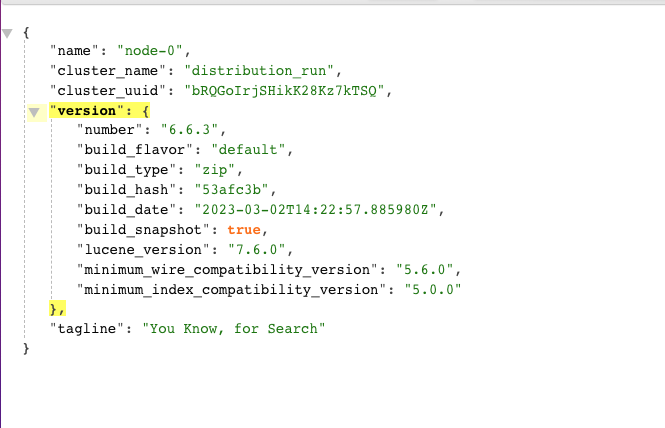 {
"name": "node-0",
"cluster_name": "distribution_run",
"cluster_uuid": "bRQGoIrjSHikK28Kz7kTSQ",
"version": {
"number": "6.6.3",
"build_flavor": "default",
"build_type": "zip",
"build_hash": "53afc3b",
"build_date": "2023-03-02T14:22:57.885980Z",
"build_snapshot": true,
"lucene_version": "7.6.0",
"minimum_wire_compatibility_version": "5.6.0",
"minimum_index_compatibility_version": "5.0.0"
},
"tagline": "You Know, for Search"
}